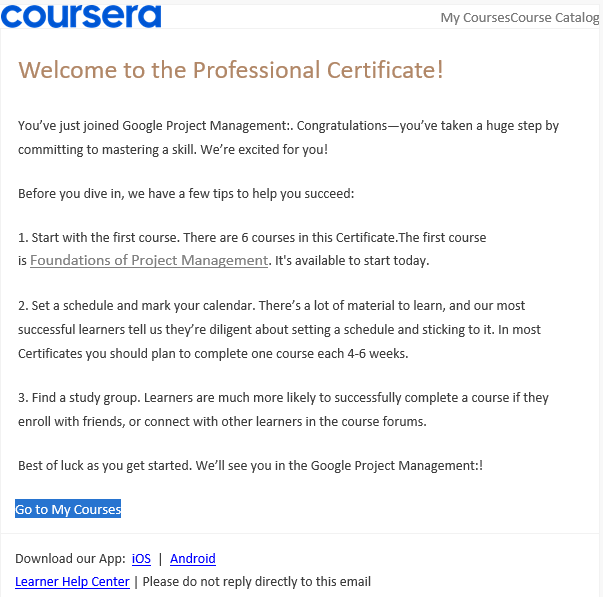 coursera
My CoursesCourse Catalog
Welcome to the Professional Certificate!
You’ve just joined Google Project Management:. Congratulations—you’ve taken a huge step by
committing to mastering a skill. We’re excited for you!
Before you dive in, we have a few tips to help you succeed:
1. Start with the first course. There are 6 courses in this Certificate.The first course
is Foundations of Project Management. It's available to start today.
2. Set a schedule and mark your calendar. There’s a lot of material to learn, and our most
successful learners tell us they’re diligent about setting a schedule and sticking to it. In most
Certificates you should plan to complete one course each 4-6 weeks.
3. Find a study group. Learners are much more likely to successfully complete a course if they
enroll with friends, or connect with other learners in the course forums.
Best of luck as you get started. We’ll see you in the Google Project Management:!
Go to My Courses
Download our App: iOS | Android
Learner Help Center | Please do not reply directly to this email